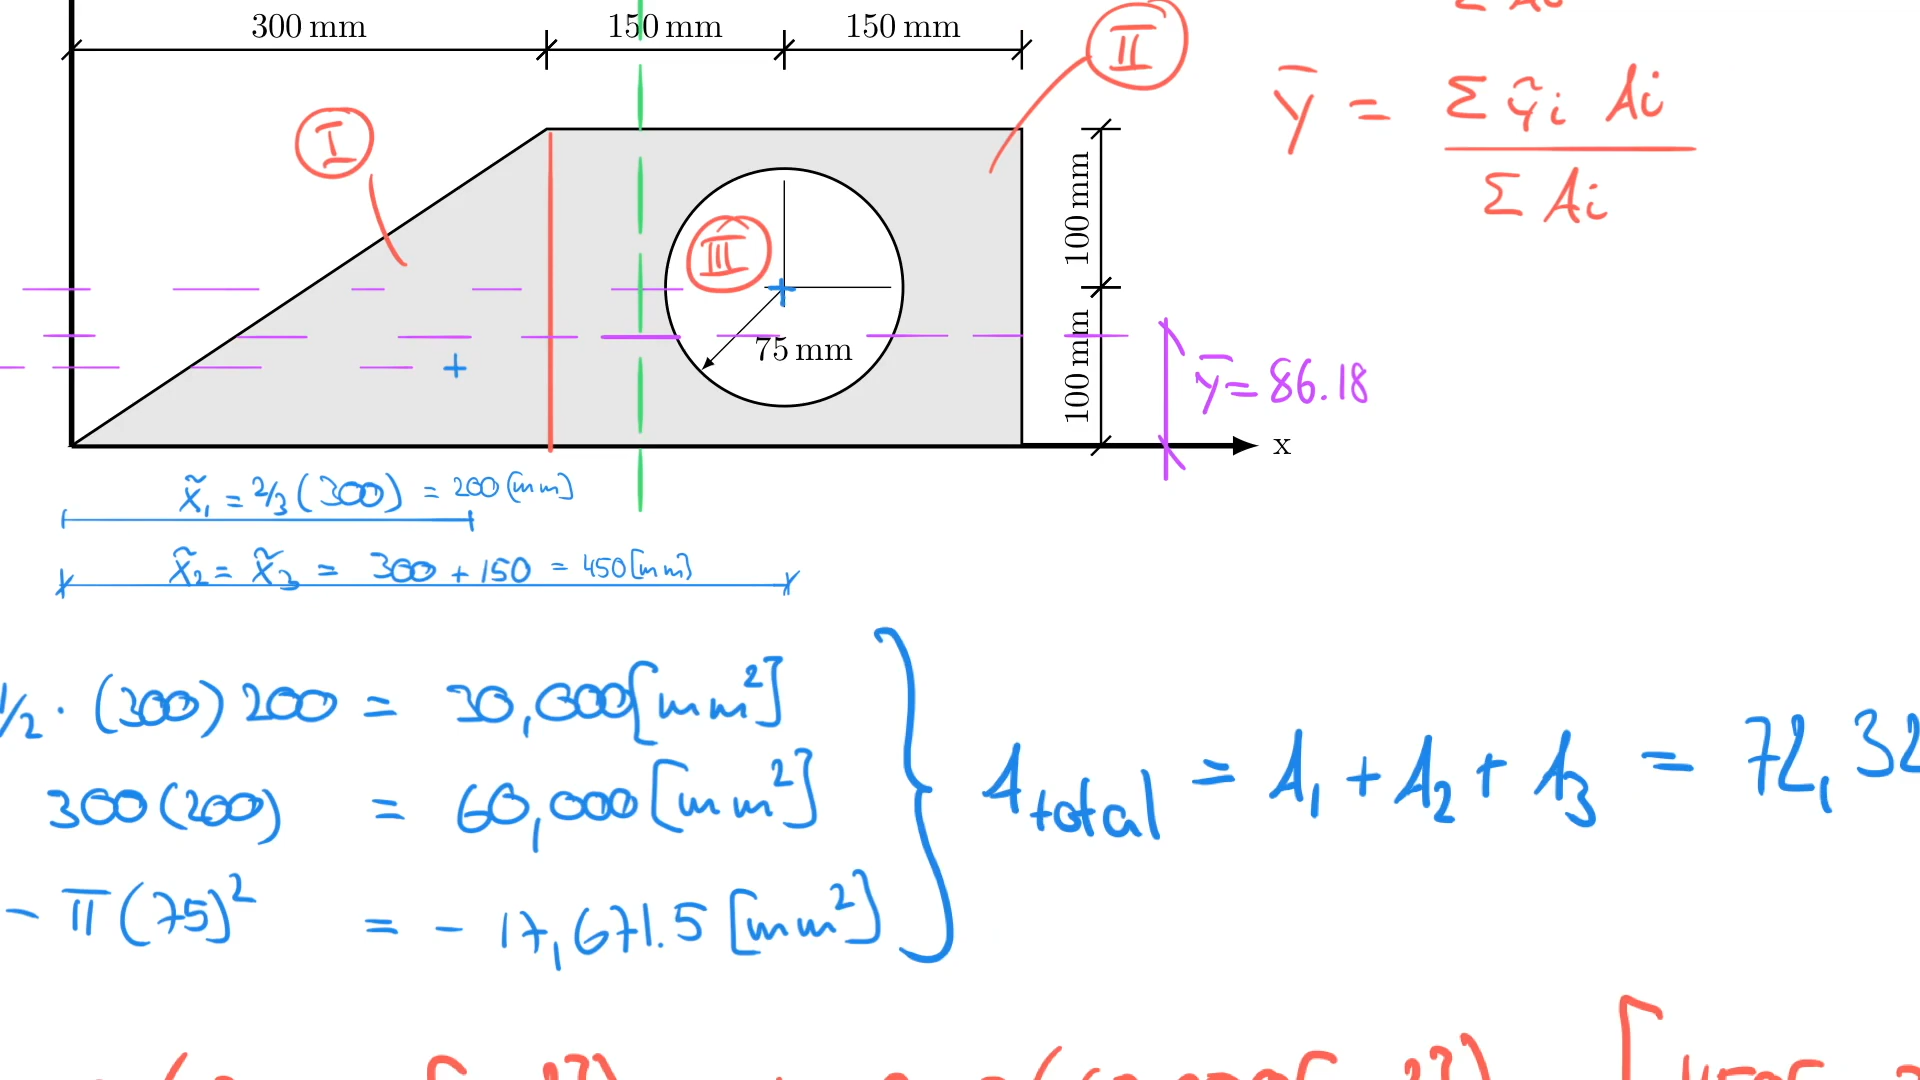 300 mm 150 mm 150 mm
II
I
ȳ = Σ ỹi Ai
Σ Ai
100 mm
III
75 mm
100 mm
ȳ = 86.18
x
x̃₁ = 2/3 (300) = 200 [mm]
x̃₂ = x̃₃ = 300 + 150 = 450 [mm]
1/2 · (300) 200 = 30,000 [mm²]
300 (200) = 60,000 [mm²]
A total = A₁ + A₂ + A₃ = 72,32
- π (75)² = - 17,671.5 [mm²]